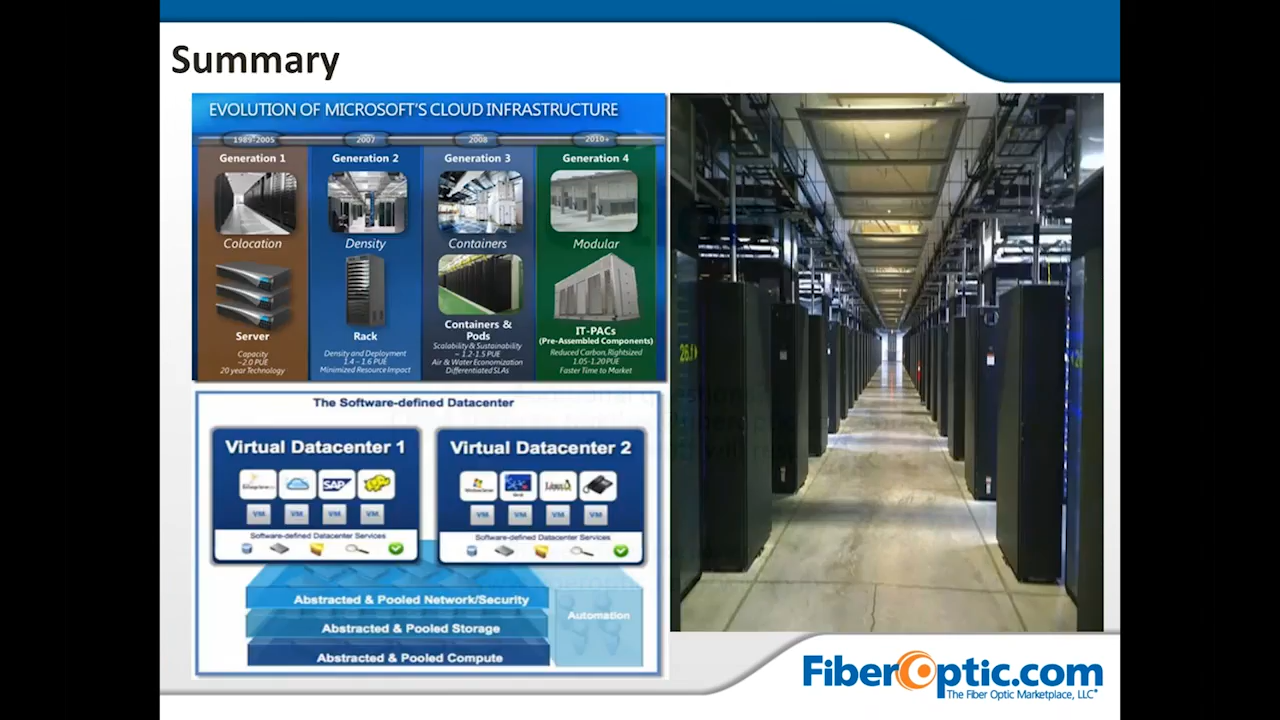 Summary
EVOLUTION OF MICROSOFT'S CLOUD INFRASTRUCTURE
1989-2005 2007 2008 2010+
Generation 1 Generation 2 Generation 3 Generation 4
Colocation Density Containers Modular
Server
Capacity
~2.0 PUE
20 year Technology
Rack
Density and Deployment
1.4 – 1.6 PUE
Minimized Resource Impact
Containers &
Pods
Scalability & Sustainability
~ 1.2-1.5 PUE
Air & Water Economization
Differentiated SLAs
IT-PACs
(Pre-Assembled Components)
Reduced Carbon, Rightsized
1.05-1.20 PUE
Faster Time to Market
The Software-defined Datacenter
Virtual Datacenter 1
SAP
VM VM VM VM
Software-defined Datacenter Services
Virtual Datacenter 2
Linux
VM VM VM VM
Software-defined Datacenter Services
Abstracted & Pooled Network/Security
Abstracted & Pooled Storage
Abstracted & Pooled Compute
Automation
FiberOptic.com
The Fiber Optic Marketplace, LLC